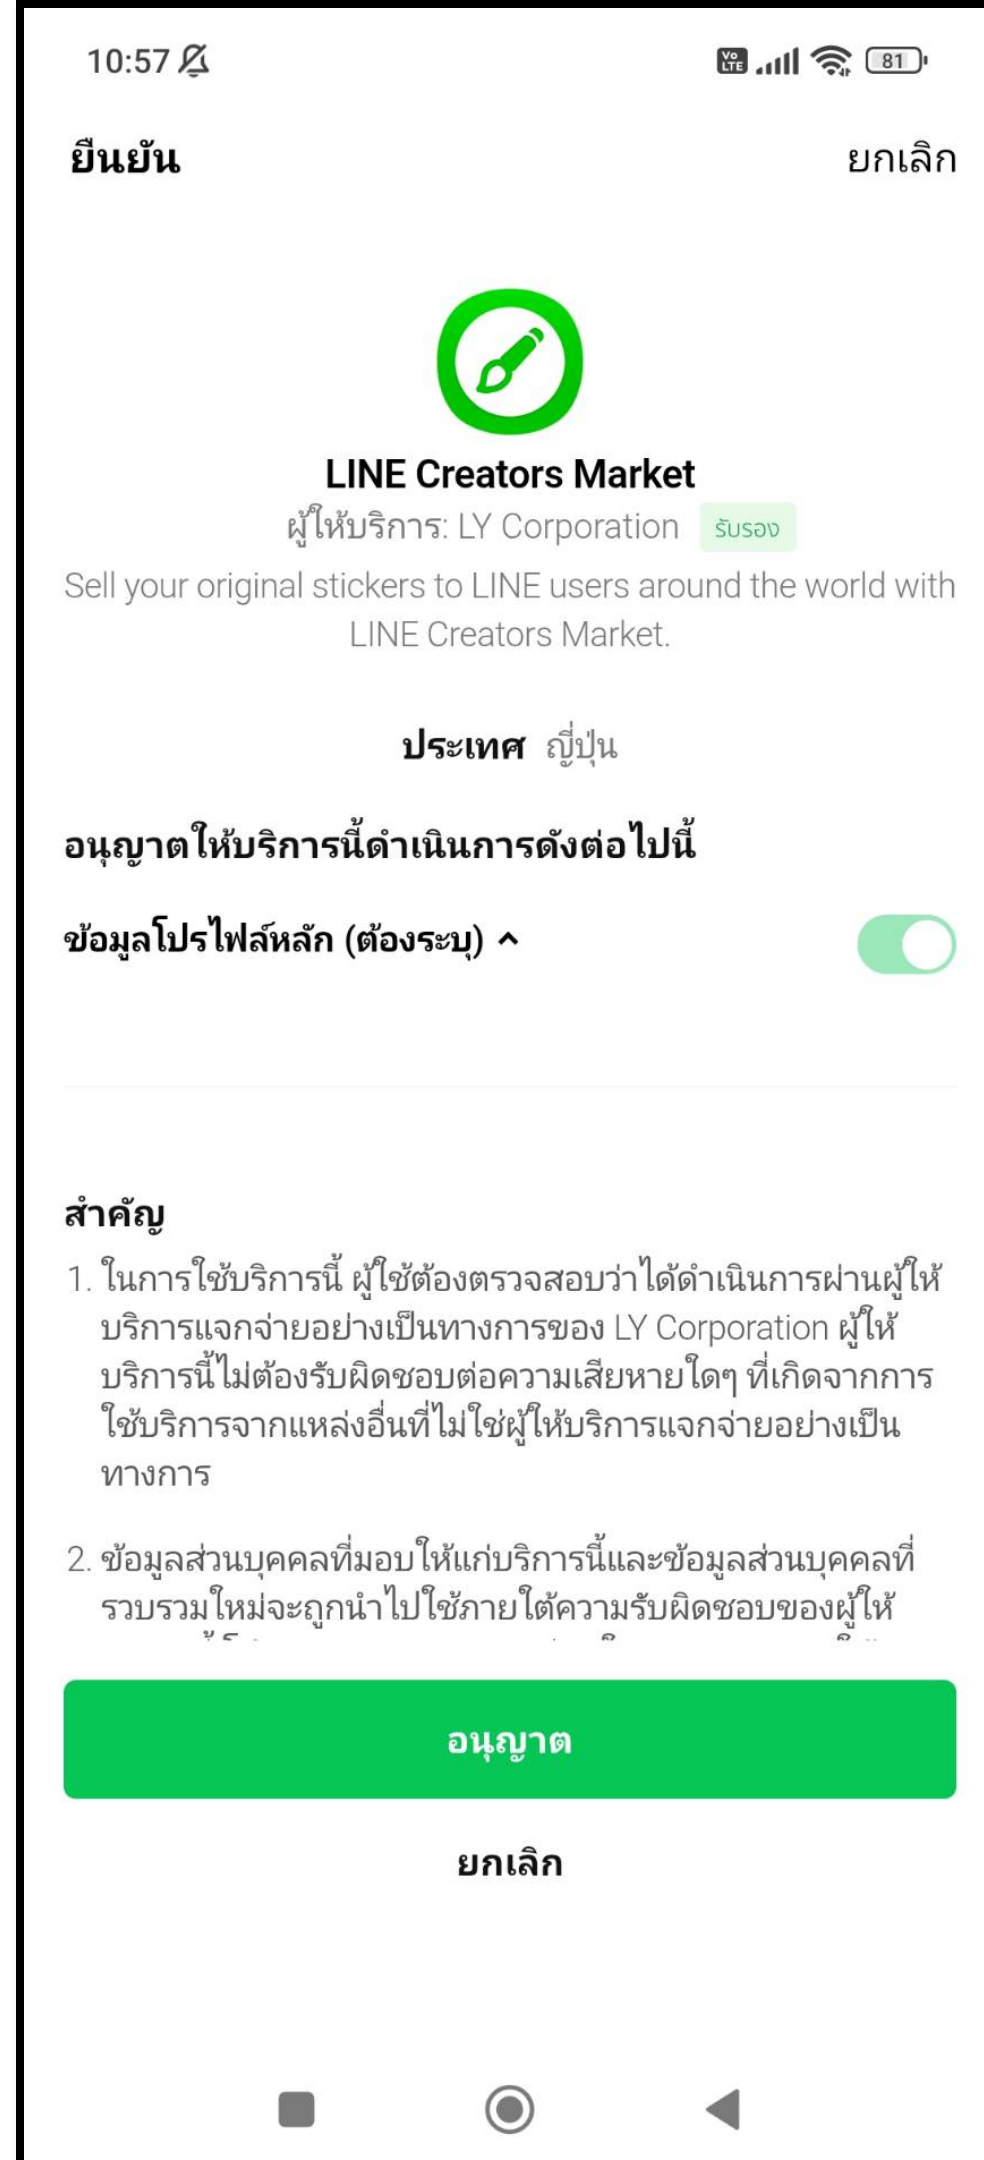 10:57
Vo LTE
81
ยืนยัน
ยกเลิก
LINE Creators Market
ผู้ให้บริการ: LY Corporation รับรอง
Sell your original stickers to LINE users around the world with
LINE Creators Market.
ประเทศ ญี่ปุ่น
อนุญาตให้บริการนี้ดำเนินการดังต่อไปนี้
ข้อมูลโปรไฟล์หลัก (ต้องระบุ)
สำคัญ
1. ในการใช้บริการนี้ ผู้ใช้ต้องตรวจสอบว่าได้ดำเนินการผ่านผู้ให้
บริการแจกจ่ายอย่างเป็นทางการของ LY Corporation ผู้ให้
บริการนี้ไม่ต้องรับผิดชอบต่อความเสียหายใดๆ ที่เกิดจากการ
ใช้บริการจากแหล่งอื่นที่ไม่ใช่ผู้ให้บริการแจกจ่ายอย่างเป็น
ทางการ
2. ข้อมูลส่วนบุคคลที่มอบให้แก่บริการนี้และข้อมูลส่วนบุคคลที่
รวบรวมใหม่จะถูกนำไปใช้ภายใต้ความรับผิดชอบของผู้ให้
อนุญาต
ยกเลิก